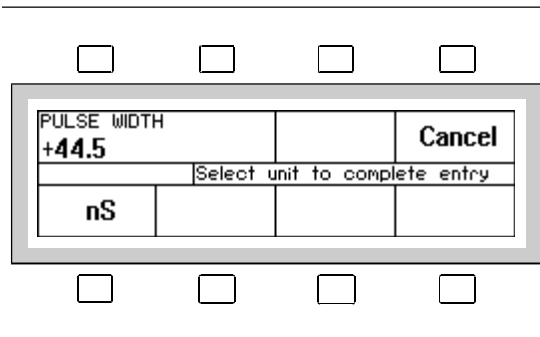 PULSE WIDTH
+44.5
Cancel
Select unit to complete entry
nS